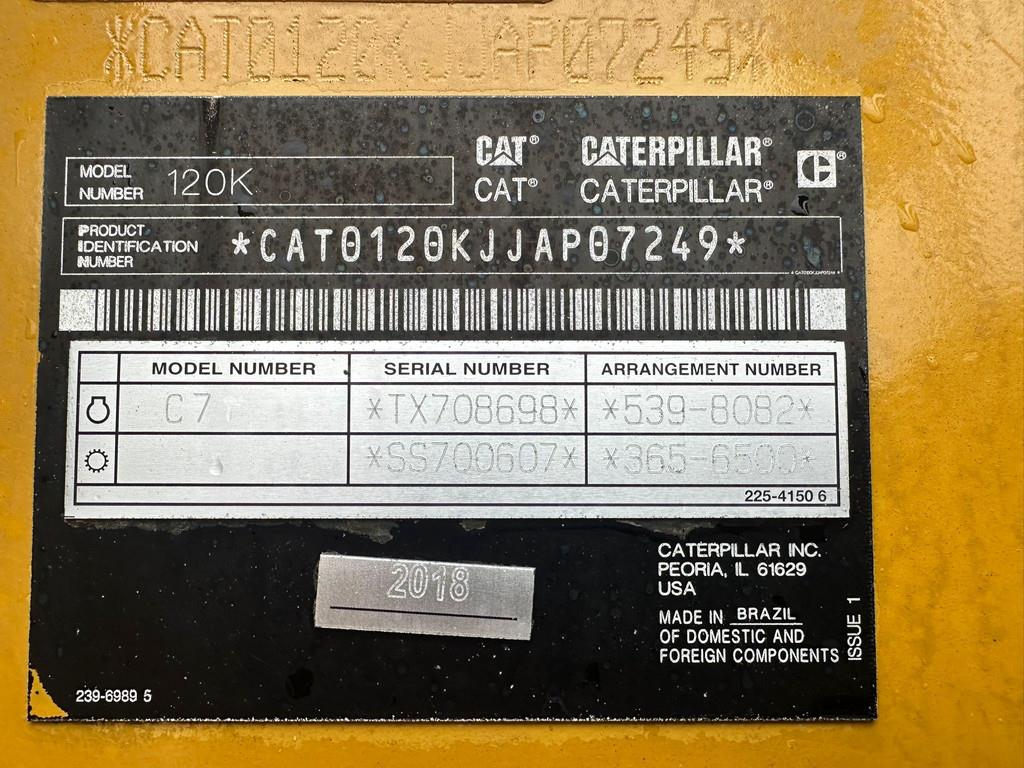 *CAT0120KJJAP07249*
CAT® CATERPILLAR® C®
MODEL NUMBER 120K
CAT® CATERPILLAR®
PRODUCT IDENTIFICATION NUMBER *CAT0120KJJAP07249*
MODEL NUMBER SERIAL NUMBER ARRANGEMENT NUMBER
C7 *TX708698* *539-8082*
*SS700607* *365-6500*
225-4150 6
2018
CATERPILLAR INC.
PEORIA, IL 61629
USA
MADE IN BRAZIL
OF DOMESTIC AND
FOREIGN COMPONENTS
ISSUE 1
239-6989 5